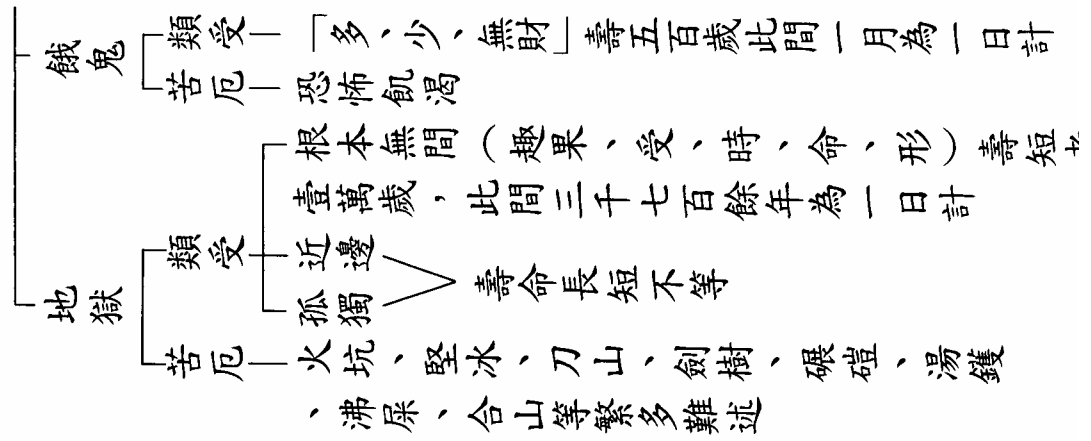 餓鬼
類受
「多、少、無財」壽五百歲此間一月為一日計
苦厄
恐怖飢渴
地獄
類受
根本無間（趣果、受、時、命、形）壽短者
壹萬歲，此間三千七百餘年為一日計
近邊
孤獨
壽命長短不等
苦厄
火坑、堅冰、刀山、劍樹、碾磑、湯鑊
、沸屎、合山等繁多難述